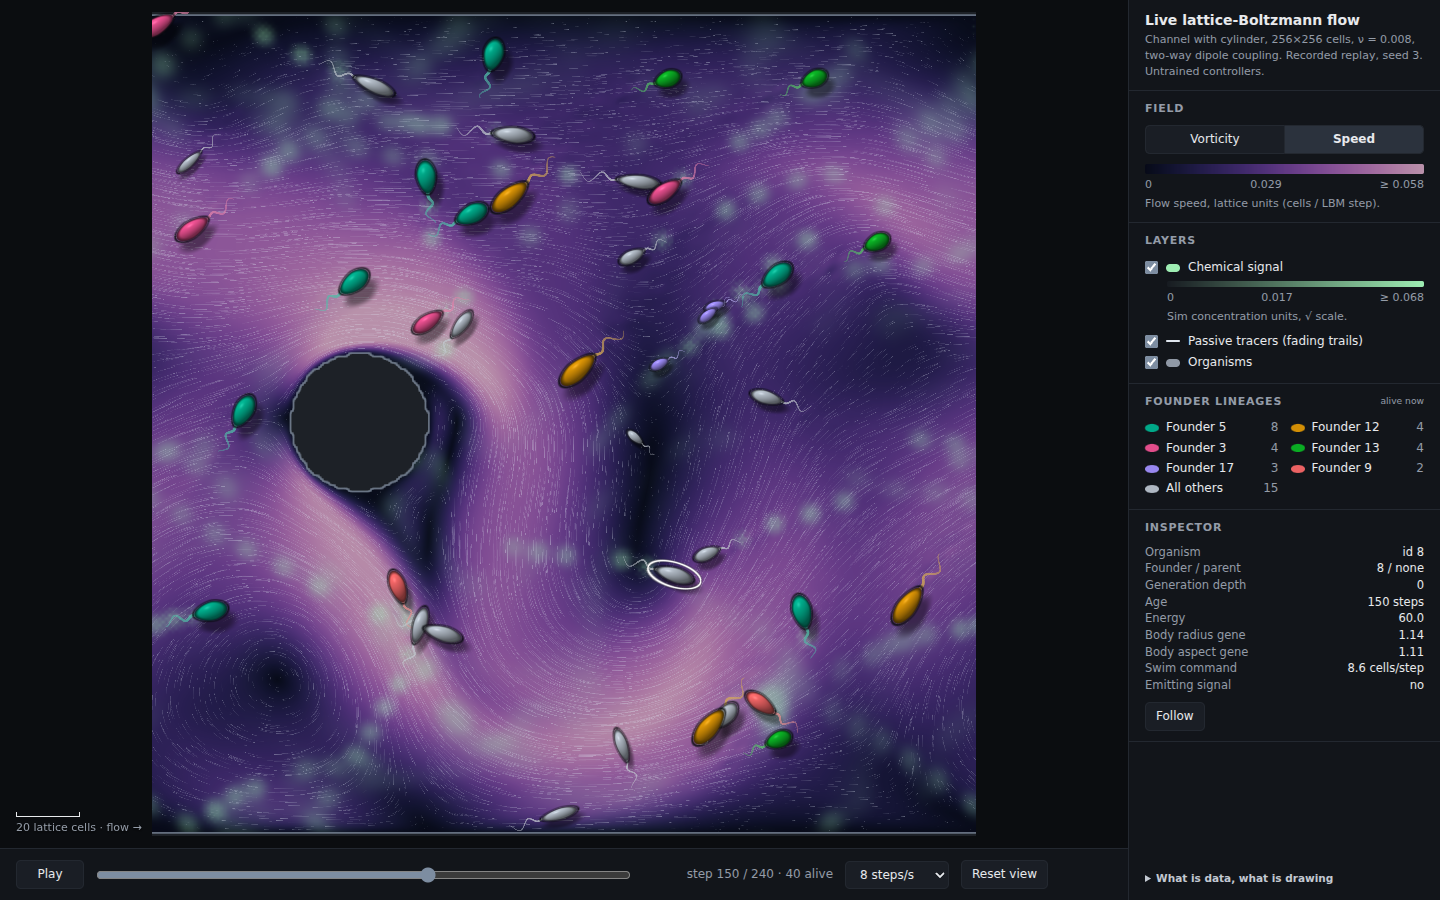 Live lattice-Boltzmann flow
Channel with cylinder, 256×256 cells, ν = 0.008,
two-way dipole coupling. Recorded replay, seed 3.
Untrained controllers.
FIELD
Vorticity Speed
0 0.029 ≥ 0.058
Flow speed, lattice units (cells / LBM step).
LAYERS
Chemical signal
0 0.017 ≥ 0.068
Sim concentration units, √ scale.
Passive tracers (fading trails)
Organisms
FOUNDER LINEAGES alive now
Founder 5 8 Founder 12 4
Founder 3 4 Founder 13 4
Founder 17 3 Founder 9 2
All others 15
INSPECTOR
Organism id 8
Founder / parent 8 / none
Generation depth 0
Age 150 steps
Energy 60.0
Body radius gene 1.14
Body aspect gene 1.11
Swim command 8.6 cells/step
Emitting signal no
Follow
What is data, what is drawing
20 lattice cells · flow →
Play step 150 / 240 · 40 alive 8 steps/s Reset view